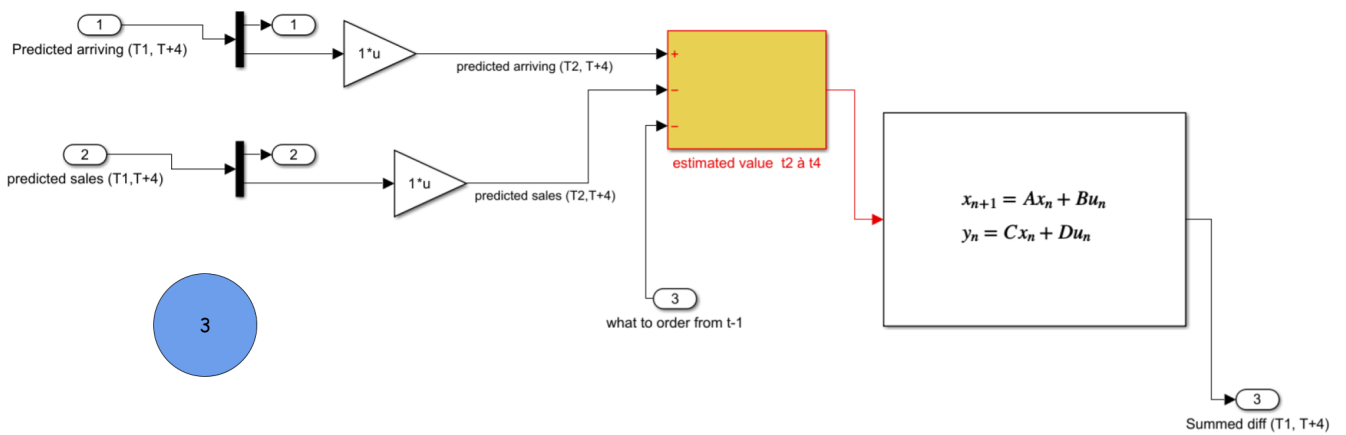 1
Predicted arriving (T1, T+4)
1
1*u
predicted arriving (T2, T+4)
+
−
−
estimated value  t2 à t4
2
predicted sales (T1,T+4)
2
1*u
predicted sales (T2,T+4)
xn+1 = Axn + Bun
yn = Cxn + Dun
3
3
what to order from t-1
3
Summed diff (T1, T+4)